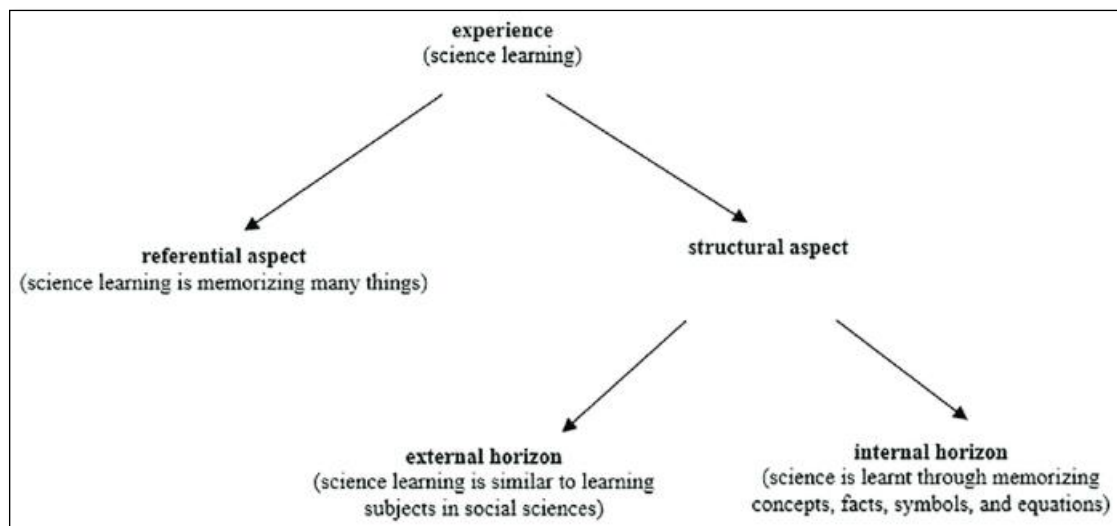 experience
(science learning)
referential aspect
(science learning is memorizing many things)
structural aspect
external horizon
(science learning is similar to learning
subjects in social sciences)
internal horizon
(science is learnt through memorizing
concepts, facts, symbols, and equations)